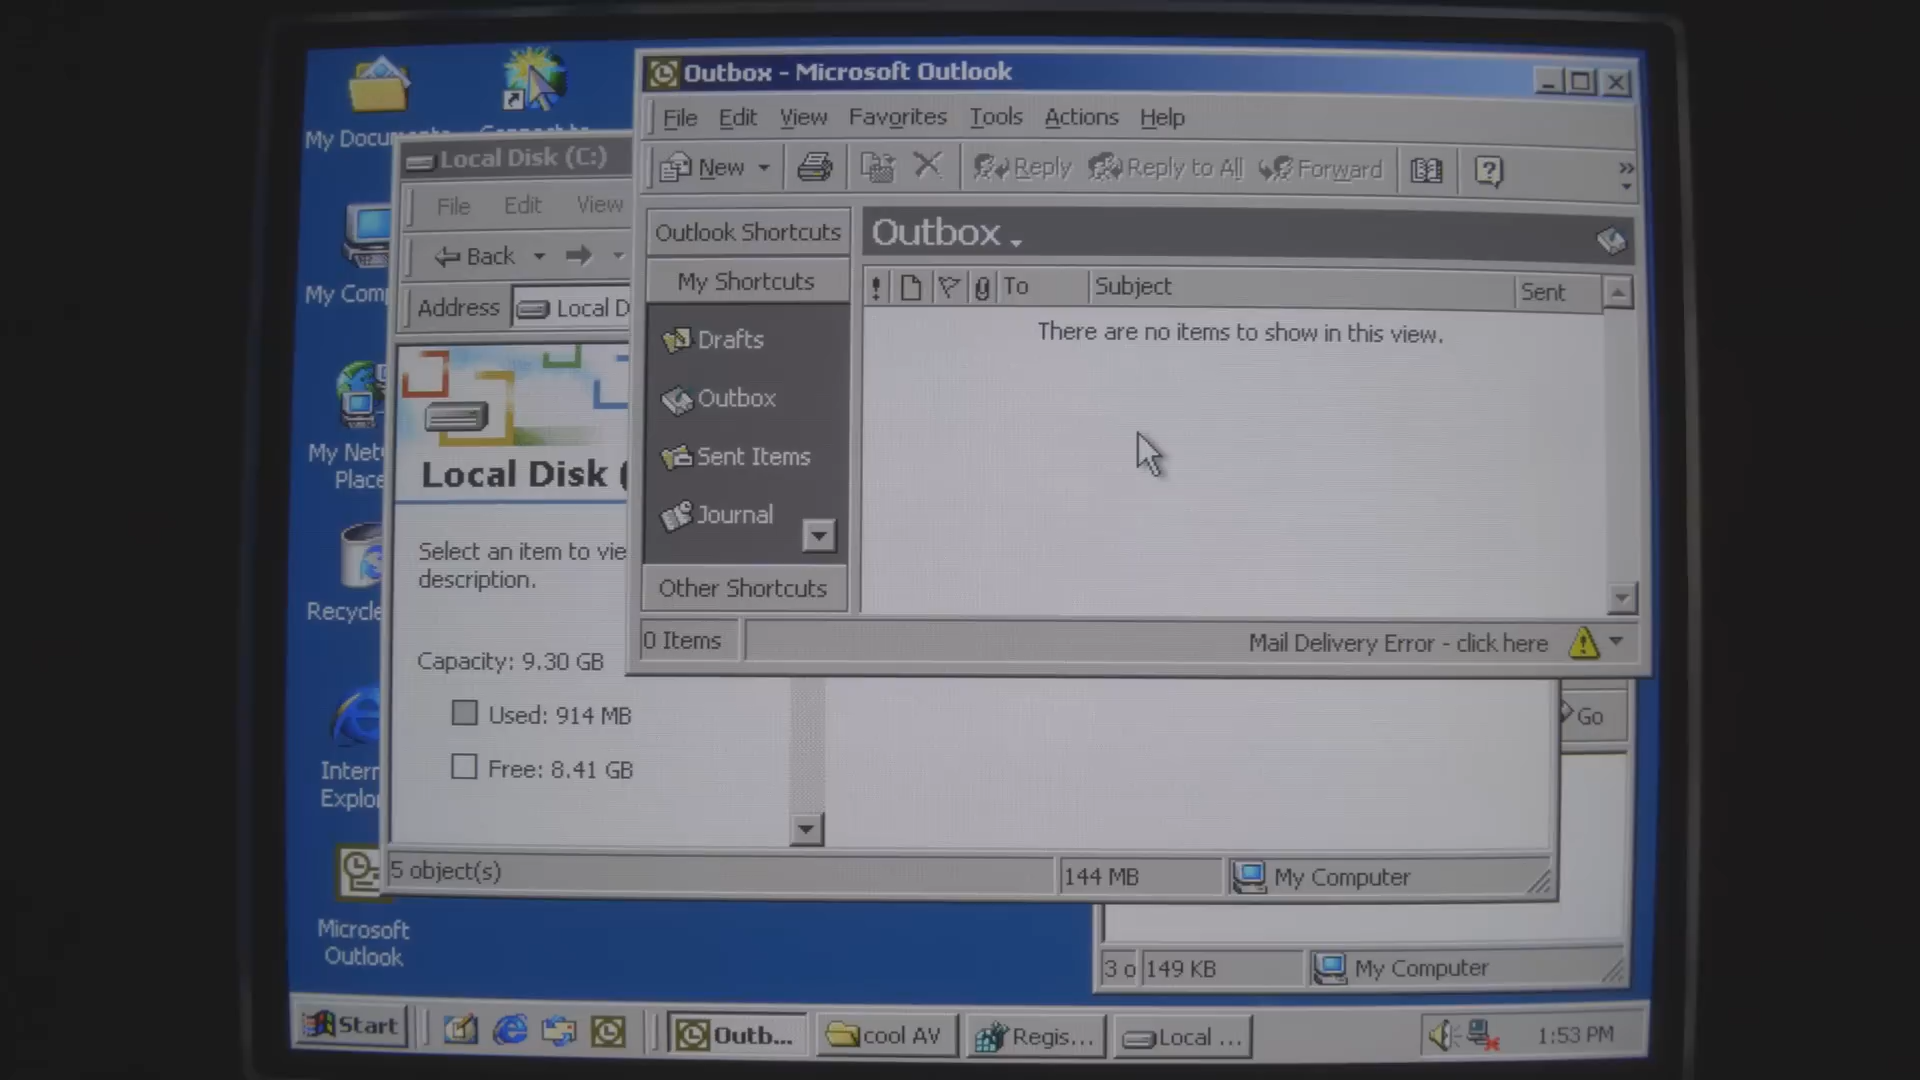 My Docum
Connect to
My Com
My Net
Place
Recycle
Intern
Explo
Microsoft
Outlook
Local Disk (C:)
File Edit View
Back
Address Local D
Local Disk (
Select an item to vie
description.
Capacity: 9.30 GB
Used: 914 MB
Free: 8.41 GB
5 object(s) 144 MB My Computer
Outbox - Microsoft Outlook
File Edit View Favorites Tools Actions Help
New Reply Reply to All Forward
Outlook Shortcuts
My Shortcuts
Drafts
Outbox
Sent Items
Journal
Other Shortcuts
Outbox
To Subject Sent
There are no items to show in this view.
0 Items Mail Delivery Error - click here
Go
3 o 149 KB My Computer
Start Outb... cool AV Regis... Local ... 1:53 PM